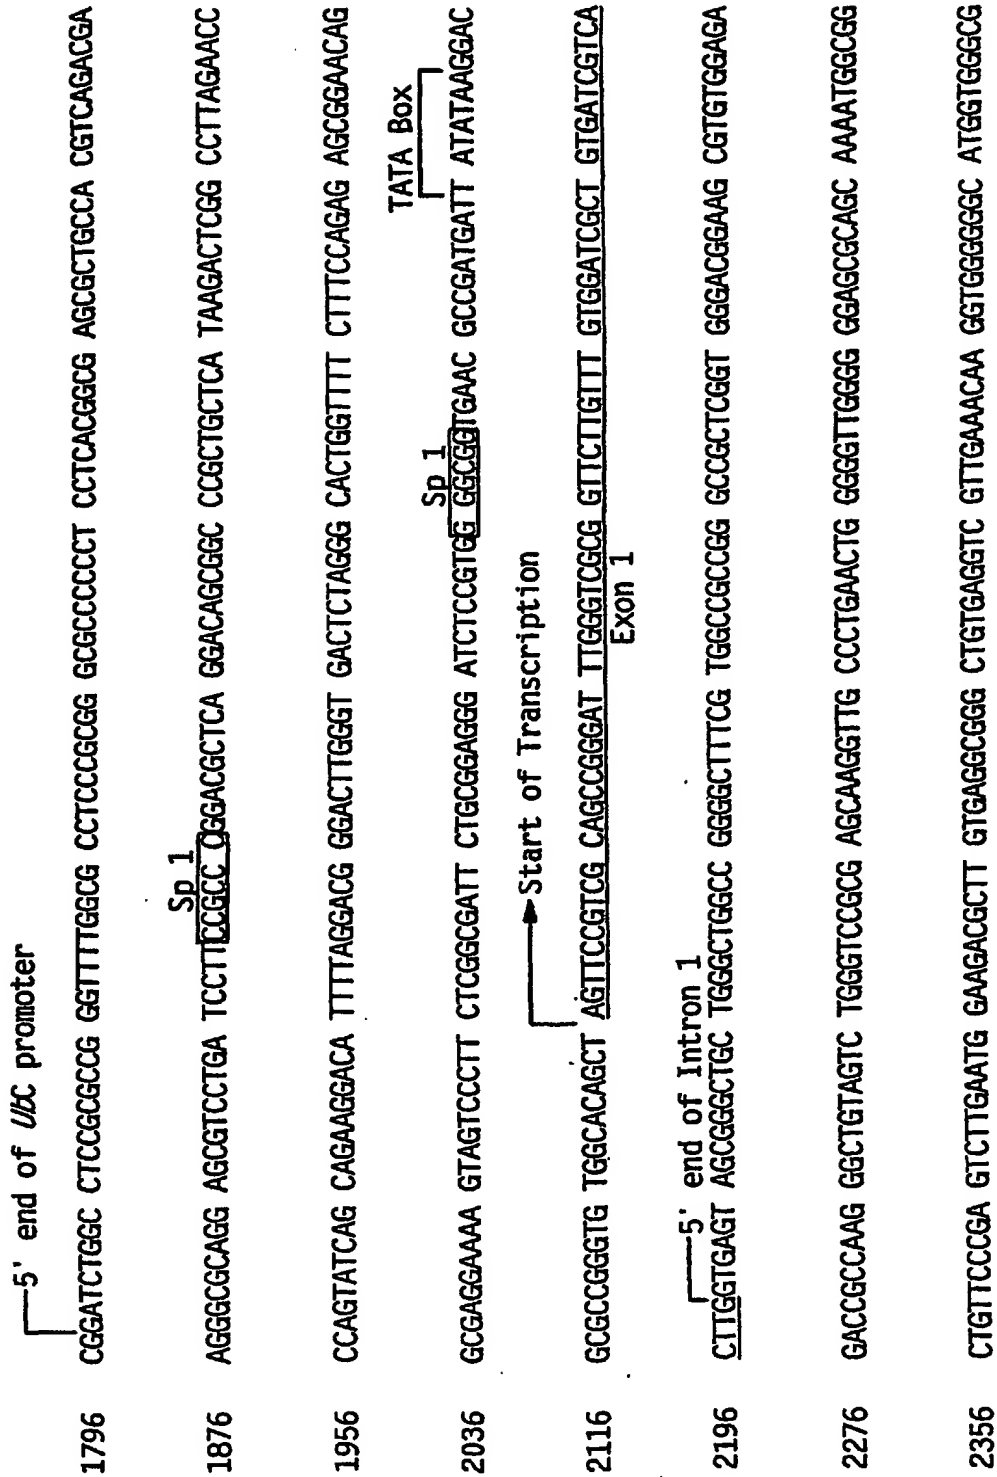 5' end of UbC promoter
1796 CGGATCTGGC CTCCGCGCCG GGTTTTGGCG CCTCCCGCGG GCGCCCCCCT CCTCACGGCG AGCGCTGCCA CGTCAGACGA
Sp 1
1876 AGGGCGCAGG AGCGTCCTGA TCCTTCCGCC CGGACGCTCA GGACAGCGGC CCGCTGCTCA TAAGACTCGG CCTTAGAACC
1956 CCAGTATCAG CAGAAGGACA TTTTAGGACG GGACTTGGGT GACTCTAGGG CACTGGTTTT CTTTCCAGAG AGCGGAACAG
Sp 1 TATA Box
2036 GCGAGGAAAA GTAGTCCCTT CTCGGCGATT CTGCGGAGGG ATCTCCGTGG GGCGGTGAAC GCCGATGATT ATATAAGGAC
Start of Transcription
2116 GCGCCGGGTG TGGCACAGCT AGTTCCGTCG CAGCCGGGAT TTGGGTCGCG GTTCTTGTTT GTGGATCGCT GTGATCGTCA
Exon 1
5' end of Intron 1
2196 CTTGGTGAGT AGCGGGCTGC TGGGCTGGCC GGGGCTTTCG TGGCCGCCGG GCCGCTCGGT GGGACGGAAG CGTGTGGAGA
2276 GACCGCCAAG GGCTGTAGTC TGGGTCCGCG AGCAAGGTTG CCCTGAACTG GGGGTTGGGG GGAGCGCAGC AAAATGGCGG
2356 CTGTTCCCGA GTCTTGAATG GAAGACGCTT GTGAGGCGGG CTGTGAGGTC GTTGAAACAA GGTGGGGGGC ATGGTGGGCG